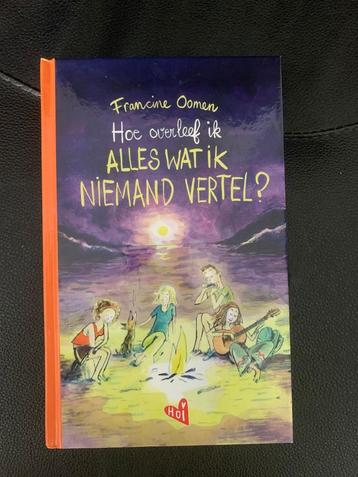 Francine Oomen
Hoe overleef ik
ALLES WAT IK
NIEMAND VERTEL?
HOI